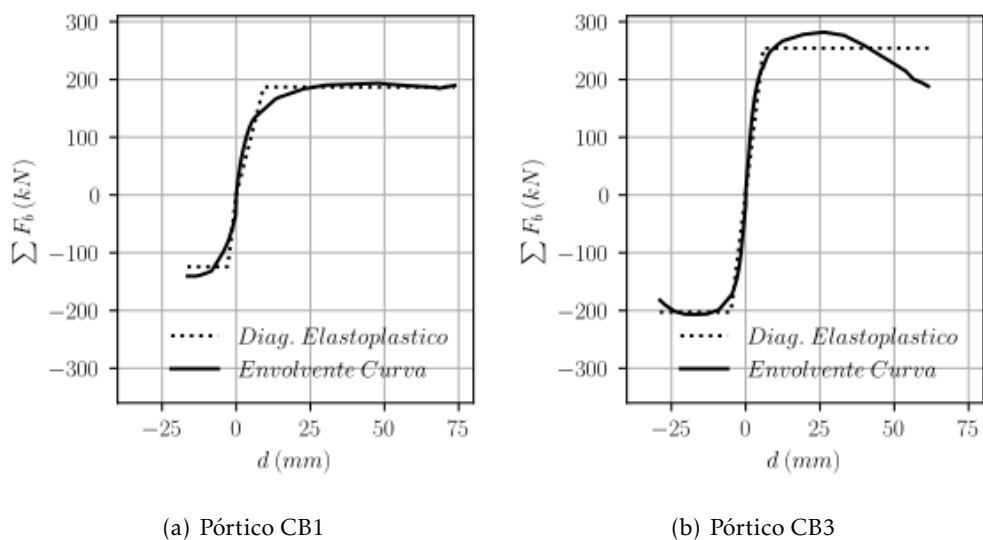 300
200
100
0
−100
−200
−300
∑ F_b (kN)
Diag. Elastoplastico
Envolvente Curva
−25 0 25 50 75
d (mm)
(a) Pórtico CB1
300
200
100
0
−100
−200
−300
∑ F_b (kN)
Diag. Elastoplastico
Envolvente Curva
−25 0 25 50 75
d (mm)
(b) Pórtico CB3